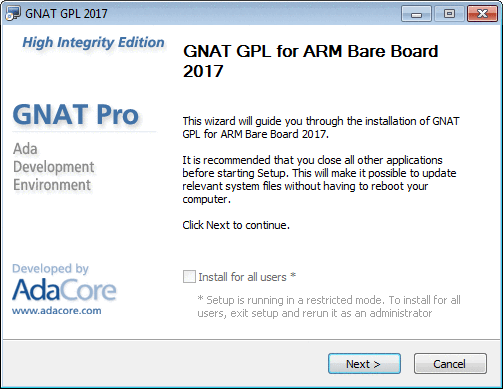 GNAT GPL 2017
High Integrity Edition
GNAT GPL for ARM Bare Board
2017
GNAT Pro
Ada
Development
Environment
This wizard will guide you through the installation of GNAT
GPL for ARM Bare Board 2017.
It is recommended that you close all other applications
before starting Setup. This will make it possible to update
relevant system files without having to reboot your
computer.
Click Next to continue.
Developed by
AdaCore
www.adacore.com
Install for all users *
* Setup is running in a restricted mode. To install for all
users, exit setup and rerun it as an administrator
Next >
Cancel